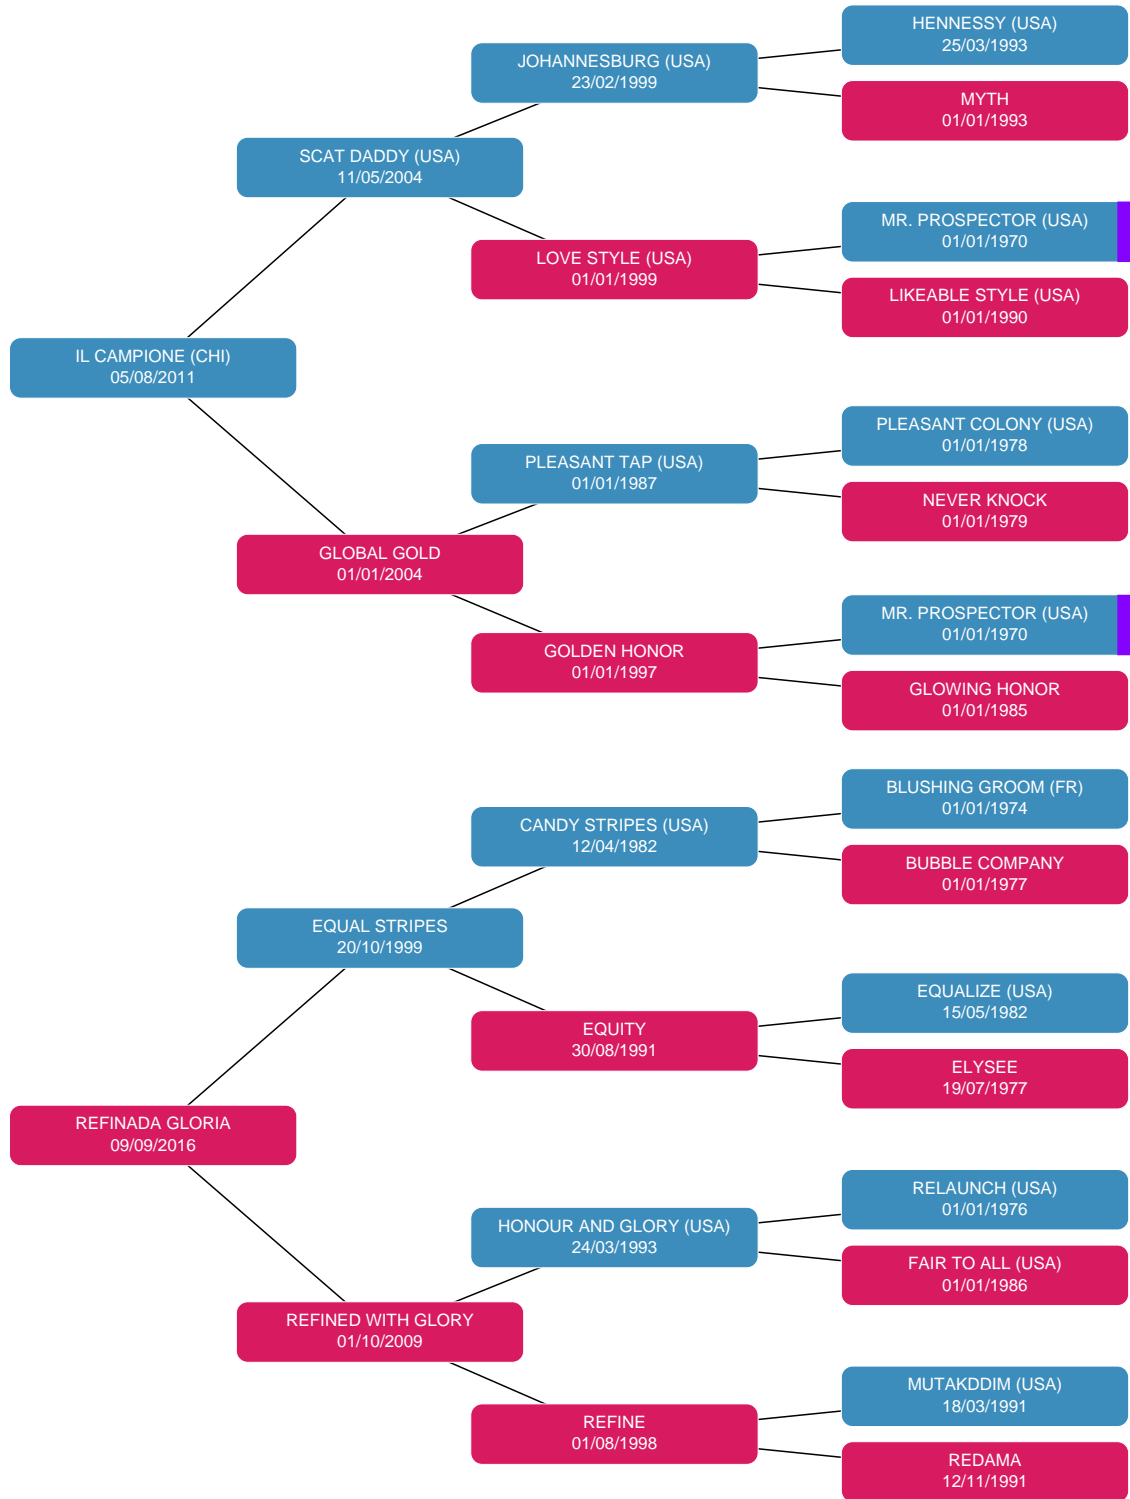 HENNESSY (USA)
25/03/1993
JOHANNESBURG (USA)
23/02/1999
MYTH
01/01/1993
SCAT DADDY (USA)
11/05/2004
MR. PROSPECTOR (USA)
01/01/1970
LOVE STYLE (USA)
01/01/1999
LIKEABLE STYLE (USA)
01/01/1990
IL CAMPIONE (CHI)
05/08/2011
PLEASANT COLONY (USA)
01/01/1978
PLEASANT TAP (USA)
01/01/1987
NEVER KNOCK
01/01/1979
GLOBAL GOLD
01/01/2004
MR. PROSPECTOR (USA)
01/01/1970
GOLDEN HONOR
01/01/1997
GLOWING HONOR
01/01/1985
BLUSHING GROOM (FR)
01/01/1974
CANDY STRIPES (USA)
12/04/1982
BUBBLE COMPANY
01/01/1977
EQUAL STRIPES
20/10/1999
EQUALIZE (USA)
15/05/1982
EQUITY
30/08/1991
ELYSEE
19/07/1977
REFINADA GLORIA
09/09/2016
RELAUNCH (USA)
01/01/1976
HONOUR AND GLORY (USA)
24/03/1993
FAIR TO ALL (USA)
01/01/1986
REFINED WITH GLORY
01/10/2009
MUTAKDDIM (USA)
18/03/1991
REFINE
01/08/1998
REDAMA
12/11/1991